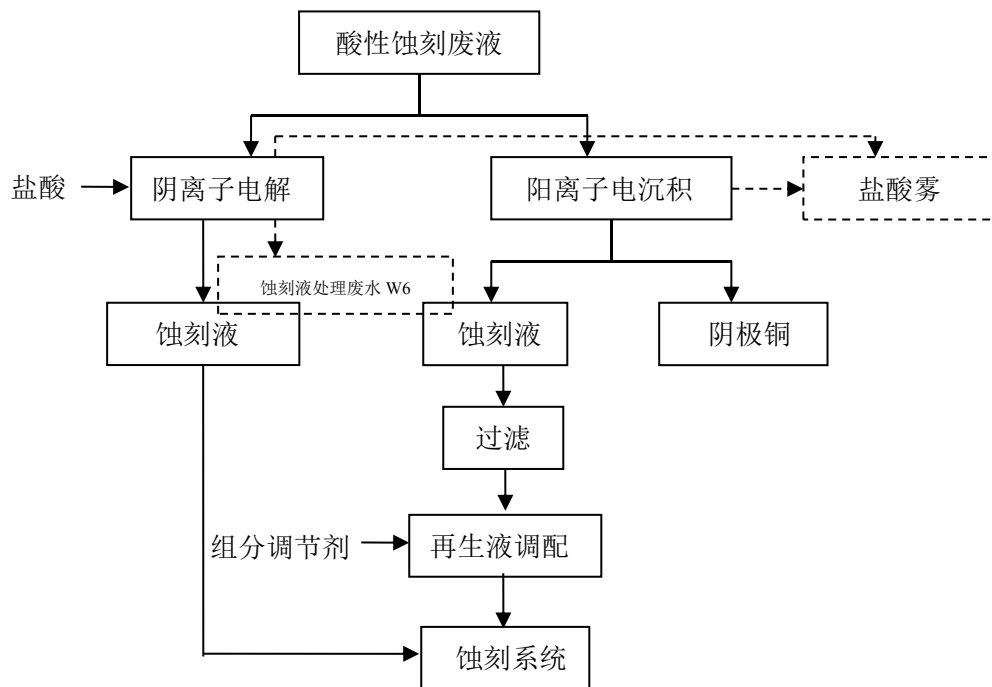 酸性蚀刻废液
盐酸
阴离子电解
阳离子电沉积
盐酸雾
蚀刻液处理废水 W6
蚀刻液
蚀刻液
阴极铜
过滤
组分调节剂
再生液调配
蚀刻系统